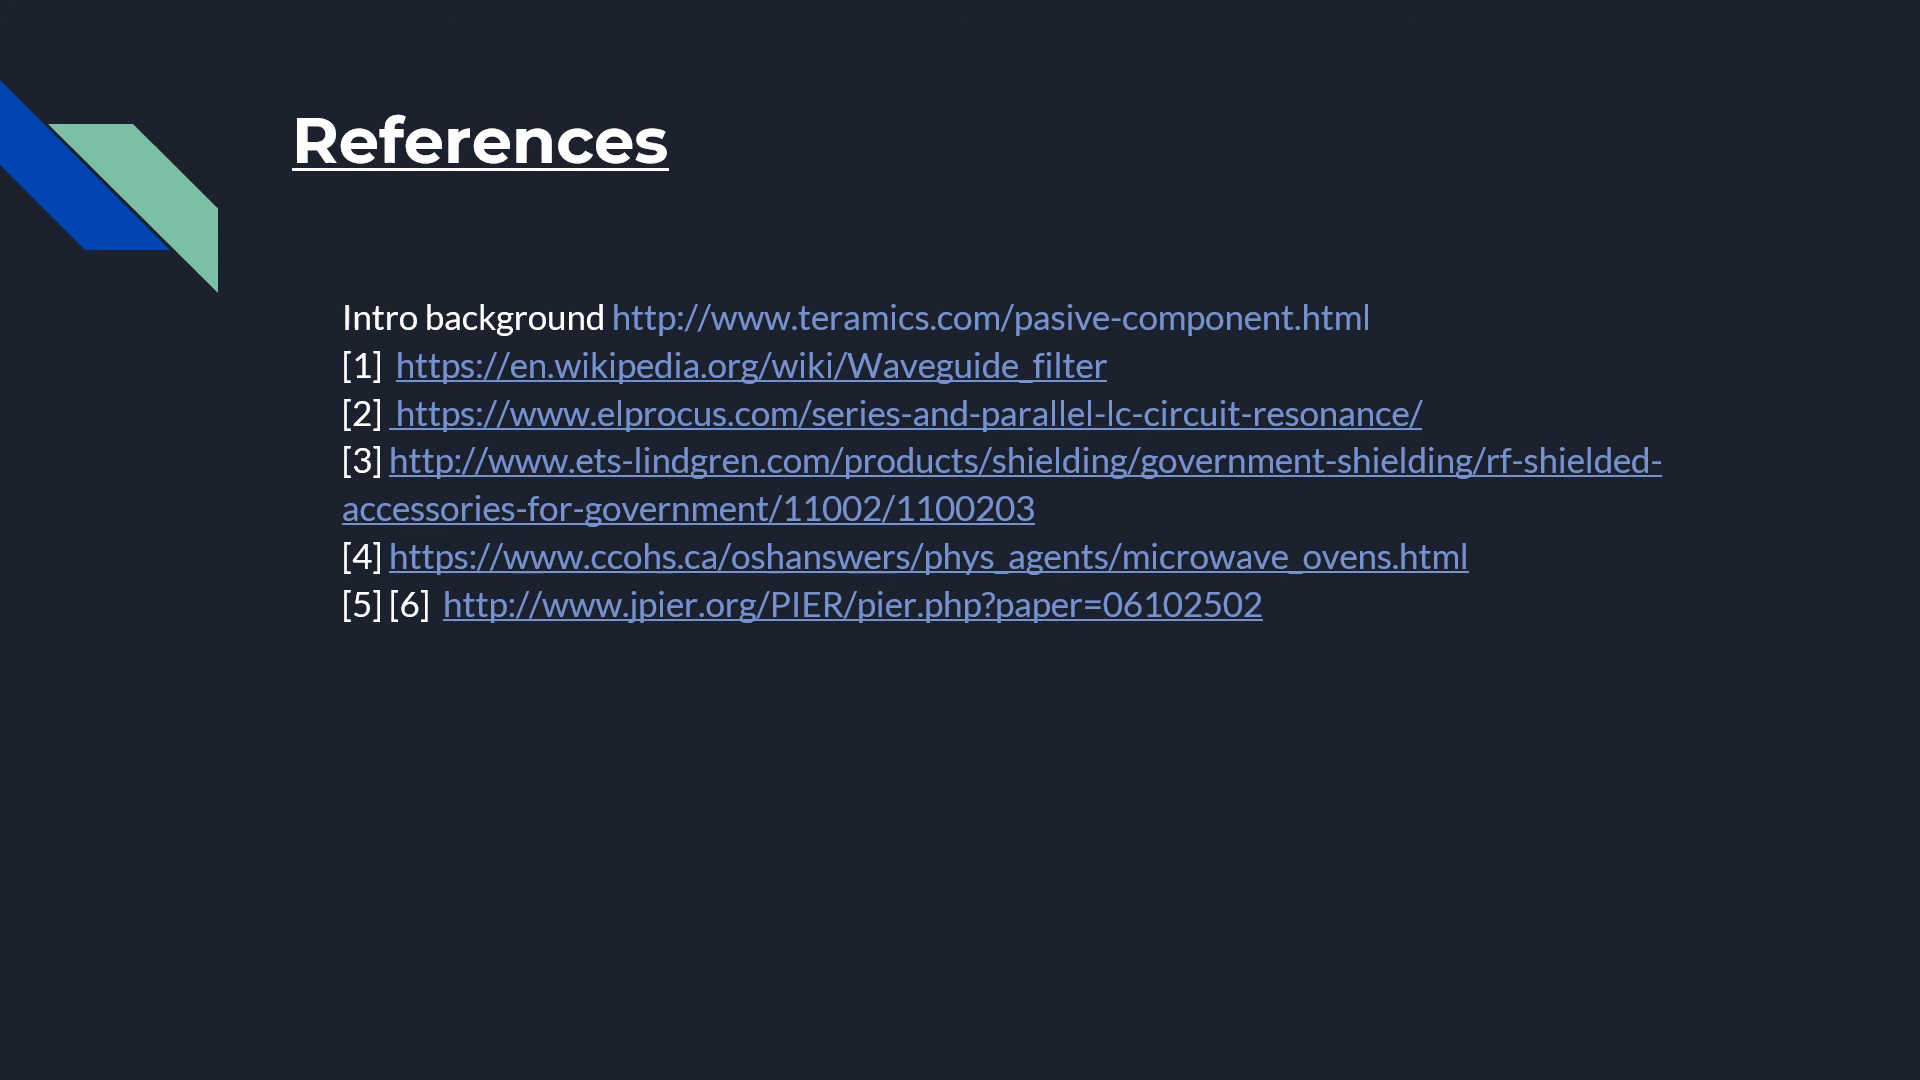 References
Intro background http://www.teramics.com/pasive-component.html
[1] https://en.wikipedia.org/wiki/Waveguide_filter
[2] https://www.elprocus.com/series-and-parallel-lc-circuit-resonance/
[3] http://www.ets-lindgren.com/products/shielding/government-shielding/rf-shielded-
accessories-for-government/11002/1100203
[4] https://www.ccohs.ca/oshanswers/phys_agents/microwave_ovens.html
[5] [6] http://www.jpier.org/PIER/pier.php?paper=06102502